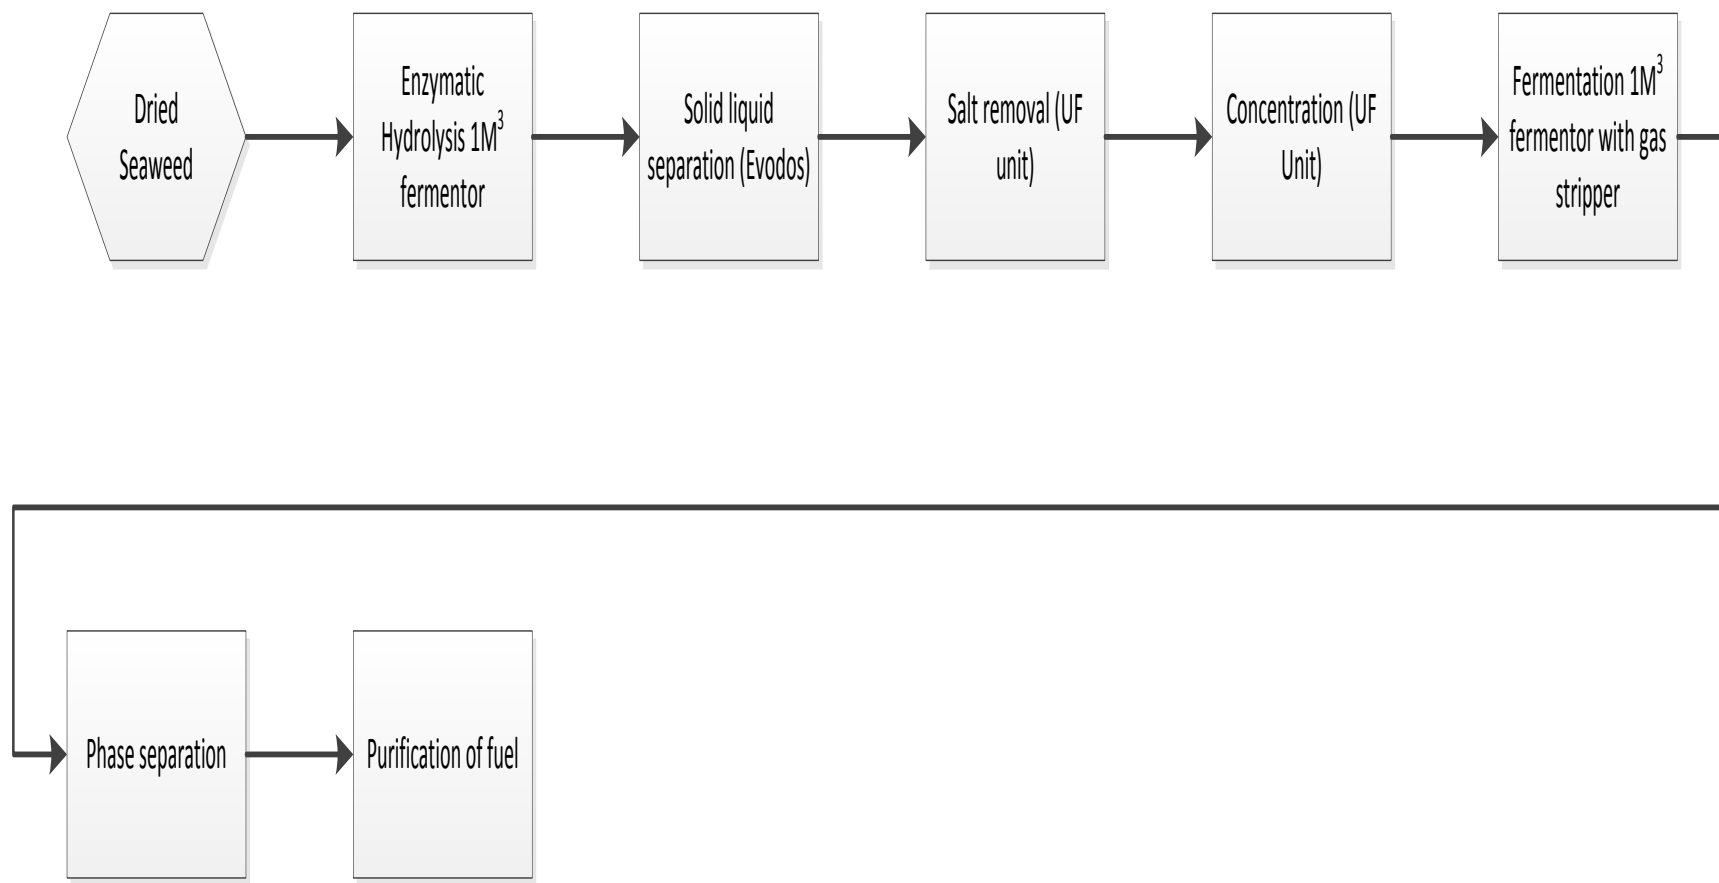 Dried
Seaweed
Enzymatic
Hydrolysis 1M³
fermentor
Solid liquid
separation (Evodos)
Salt removal (UF
unit)
Concentration (UF
Unit)
Fermentation 1M³
fermentor with gas
stripper
Phase separation
Purification of fuel